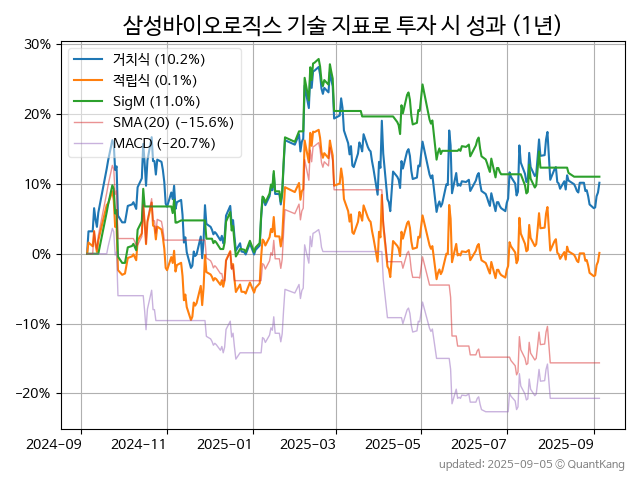 삼성바이오로직스 기술 지표로 투자 시 성과 (1년)
거치식 (10.2%)
적립식 (0.1%)
SigM (11.0%)
SMA(20) (−15.6%)
MACD (−20.7%)
30%
20%
10%
0%
−10%
−20%
2024-09 2024-11 2025-01 2025-03 2025-05 2025-07 2025-09
updated: 2025-09-05 © QuantKang